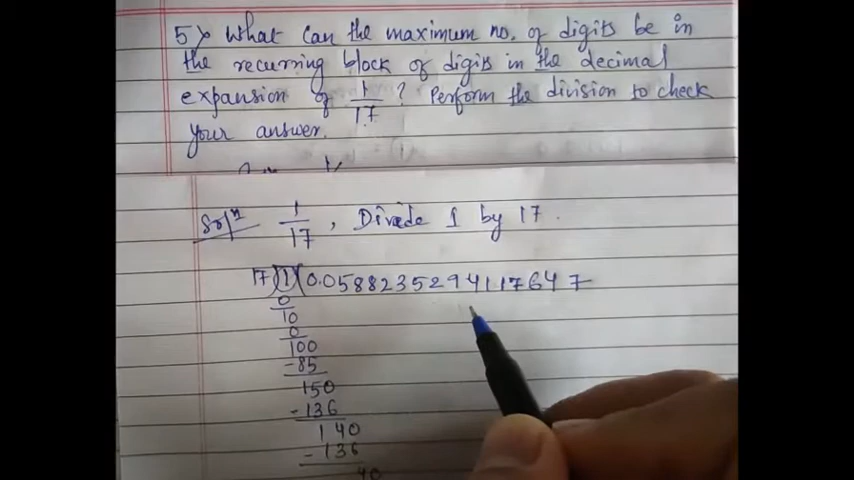 5> What can the maximum no. of digits be in
the recurring block of digits in the decimal
expansion of 1/17 ? Perform the division to check
your answer.
Solⁿ 1/17 , Divide 1 by 17.
17)1(0.0588235294117647
0
10
0
100
-85
150
-136
140
-136
40